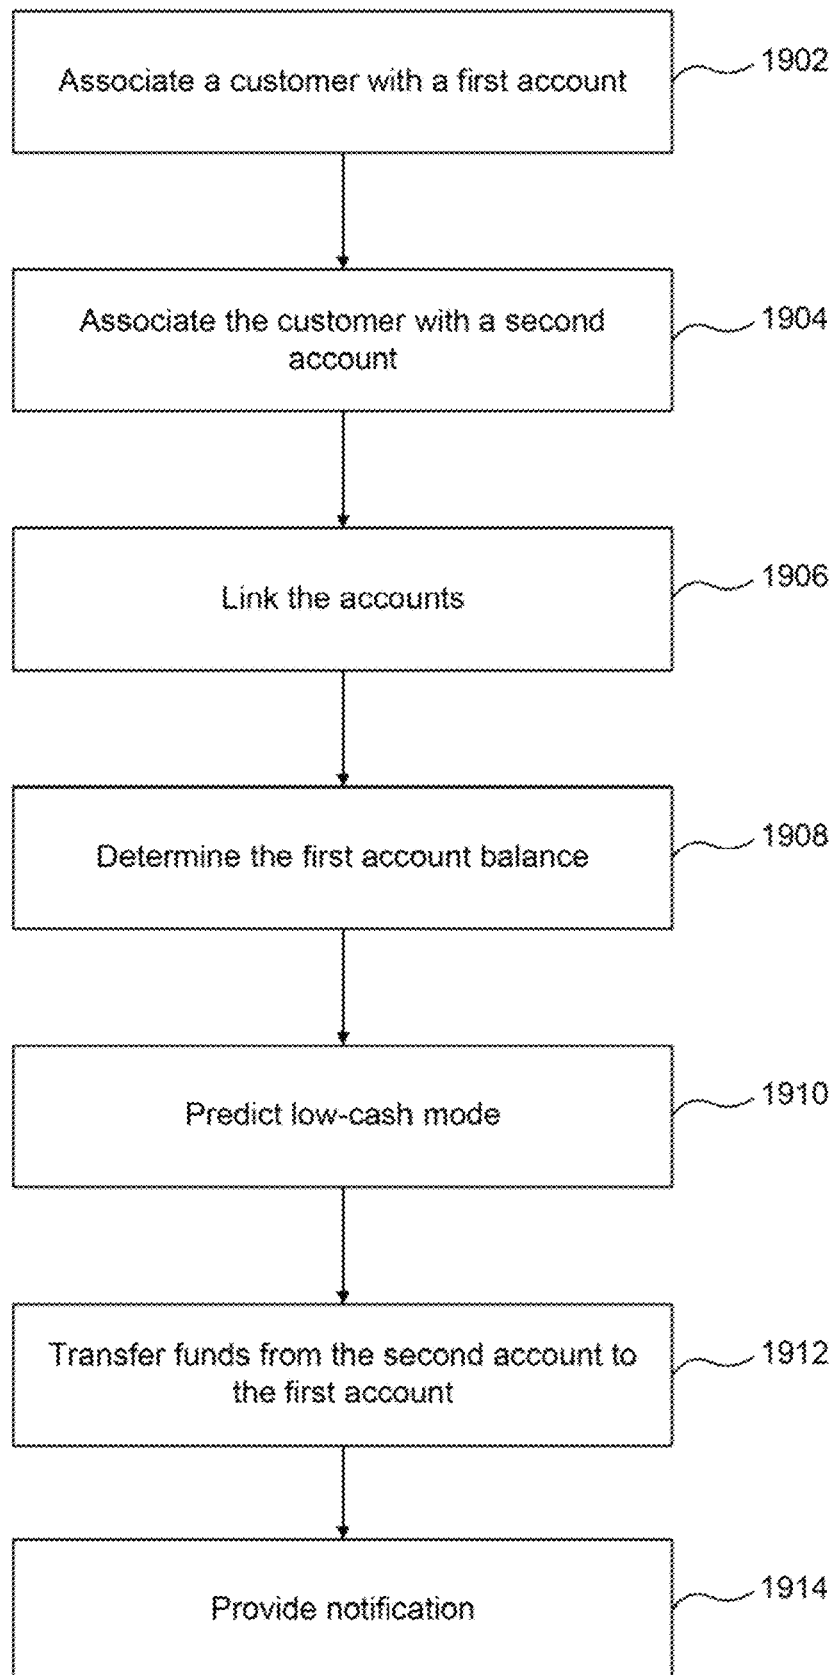 Associate a customer with a first account
1902
Associate the customer with a second
account
1904
Link the accounts
1906
Determine the first account balance
1908
Predict low-cash mode
1910
Transfer funds from the second account to
the first account
1912
Provide notification
1914